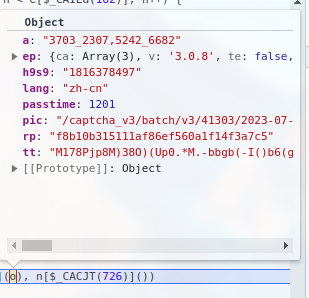 Object
a: "3703_2307,5242_6682"
ep: {ca: Array(3), v: '3.0.8', te: false,
h9s9: "1816378497"
lang: "zh-cn"
passtime: 1201
pic: "/captcha_v3/batch/v3/41303/2023-07-
rp: "f8b10b315111af86ef560a1f14f3a7c5"
tt: "M178Pjp8M)38O)(Up0.*M.-bbgb(-I()b6(g
[[Prototype]]: Object
(o), n[$_CACJT(726)]())